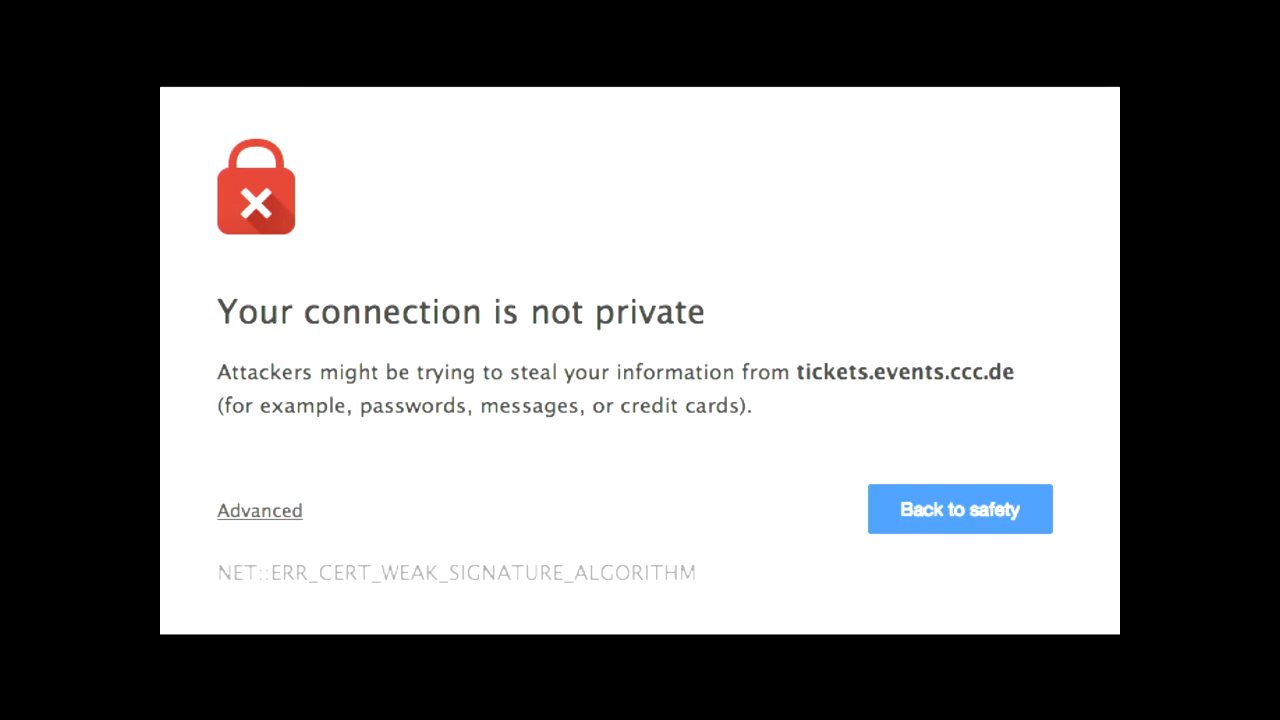 Your connection is not private
Attackers might be trying to steal your information from tickets.events.ccc.de
(for example, passwords, messages, or credit cards).
Advanced
Back to safety
NET::ERR_CERT_WEAK_SIGNATURE_ALGORITHM